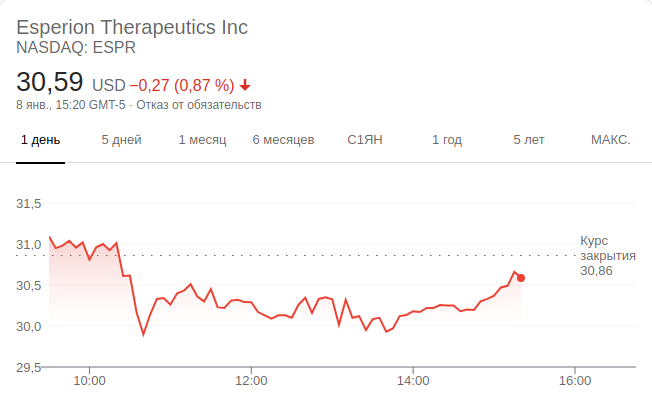 Esperion Therapeutics Inc
NASDAQ: ESPR
30,59 USD −0,27 (0,87 %)
8 янв., 15:20 GMT-5 · Отказ от обязательств
1 день 5 дней 1 месяц 6 месяцев С1ЯН 1 год 5 лет МАКС.
31,5
31,0
30,5
30,0
29,5
Курс
закрытия
30,86
10:00 12:00 14:00 16:00